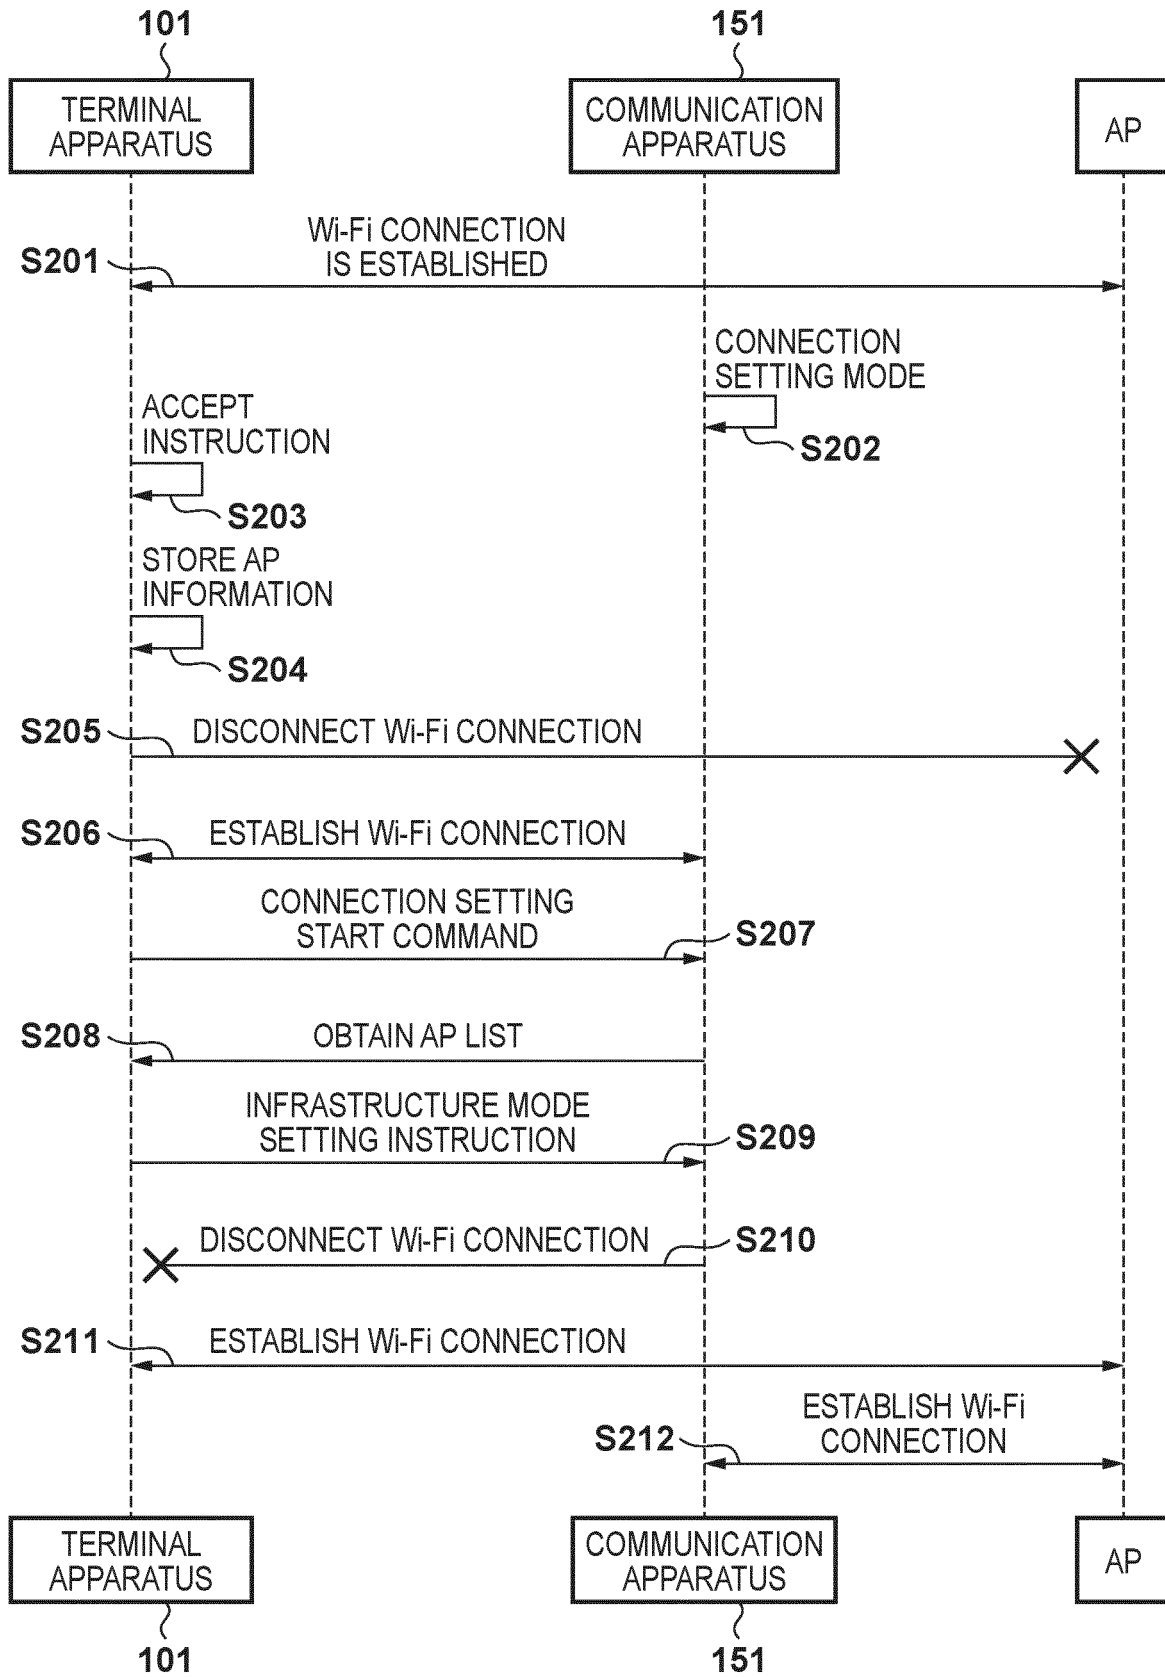 101
151
TERMINAL
APPARATUS
COMMUNICATION
APPARATUS
AP
S201
Wi-Fi CONNECTION
IS ESTABLISHED
CONNECTION
SETTING MODE
S202
ACCEPT
INSTRUCTION
S203
STORE AP
INFORMATION
S204
S205
DISCONNECT Wi-Fi CONNECTION
S206
ESTABLISH Wi-Fi CONNECTION
CONNECTION SETTING
START COMMAND
S207
S208
OBTAIN AP LIST
INFRASTRUCTURE MODE
SETTING INSTRUCTION
S209
DISCONNECT Wi-Fi CONNECTION
S210
S211
ESTABLISH Wi-Fi CONNECTION
S212
ESTABLISH Wi-Fi
CONNECTION
TERMINAL
APPARATUS
COMMUNICATION
APPARATUS
AP
101
151